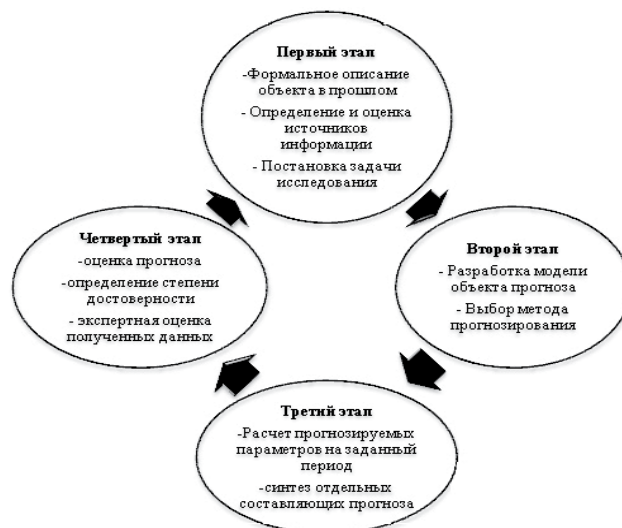 Первый этап
-Формальное описание
объекта в прошлом
- Определение и оценка
источников
информации
- Постановка задачи
исследования
Второй этап
- Разработка модели
объекта прогноза
- Выбор метода
прогнозирования
Третий этап
-Расчет прогнозируемых
параметров на заданный
период
-синтез отдельных
составляющих прогноза
Четвертый этап
-оценка прогноза
-определение степени
достоверности
- экспертная оценка
полученных данных